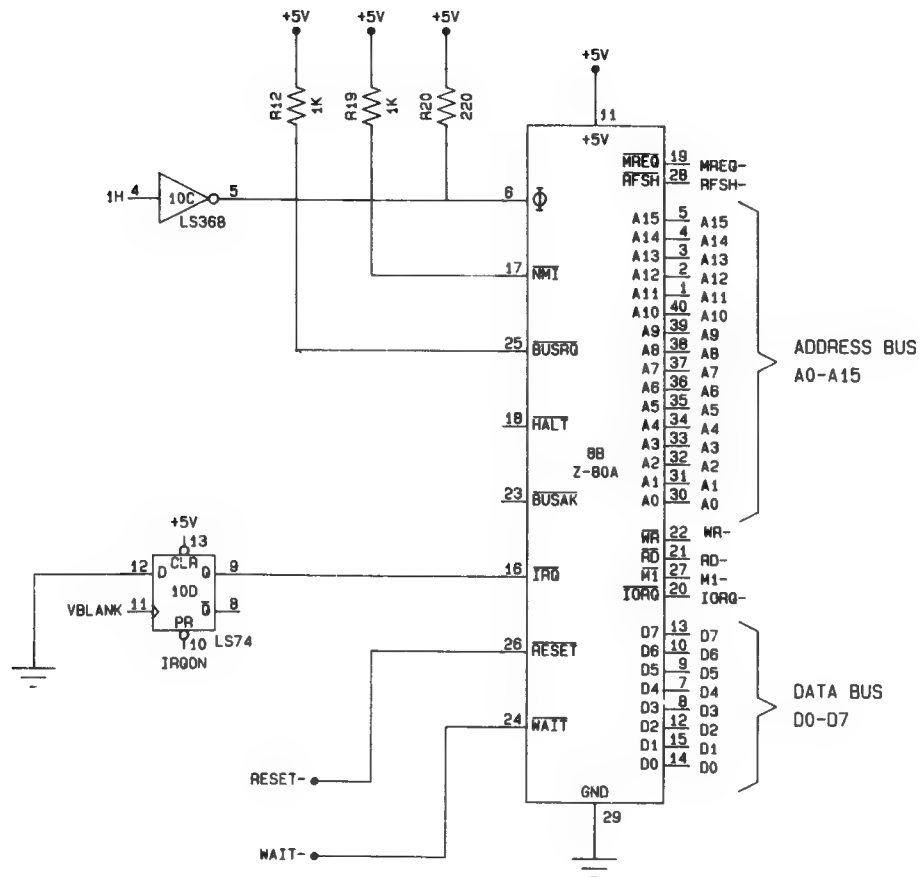 +5V +5V +5V
+5V
R12 1K
R19 1K
R20 220
11
+5V
1H 4 10C 5
LS368
6 Φ
17 NMI
25 BUSRQ
18 HALT
23 BUSAK
16 IRQ
26 RESET
24 WAIT
8B
Z-80A
MREQ 19 MREQ-
RFSH 28 RFSH-
A15 5 A15
A14 4 A14
A13 3 A13
A12 2 A12
A11 1 A11
A10 40 A10
A9 39 A9
A8 38 A8
A7 37 A7
A6 36 A6
A5 35 A5
A4 34 A4
A3 33 A3
A2 32 A2
A1 31 A1
A0 30 A0
ADDRESS BUS
A0-A15
WR 22 WR-
RD 21 RD-
M1 27 M1-
IORQ 20 IORQ-
D7 13 D7
D6 10 D6
D5 9 D5
D4 7 D4
D3 8 D3
D2 12 D2
D1 15 D1
D0 14 D0
DATA BUS
D0-D7
GND
29
+5V
13
CLR
12 D Q 9
10D
VBLANK 11 Q 8
PR
10 LS74
IRQON
RESET-
WAIT-